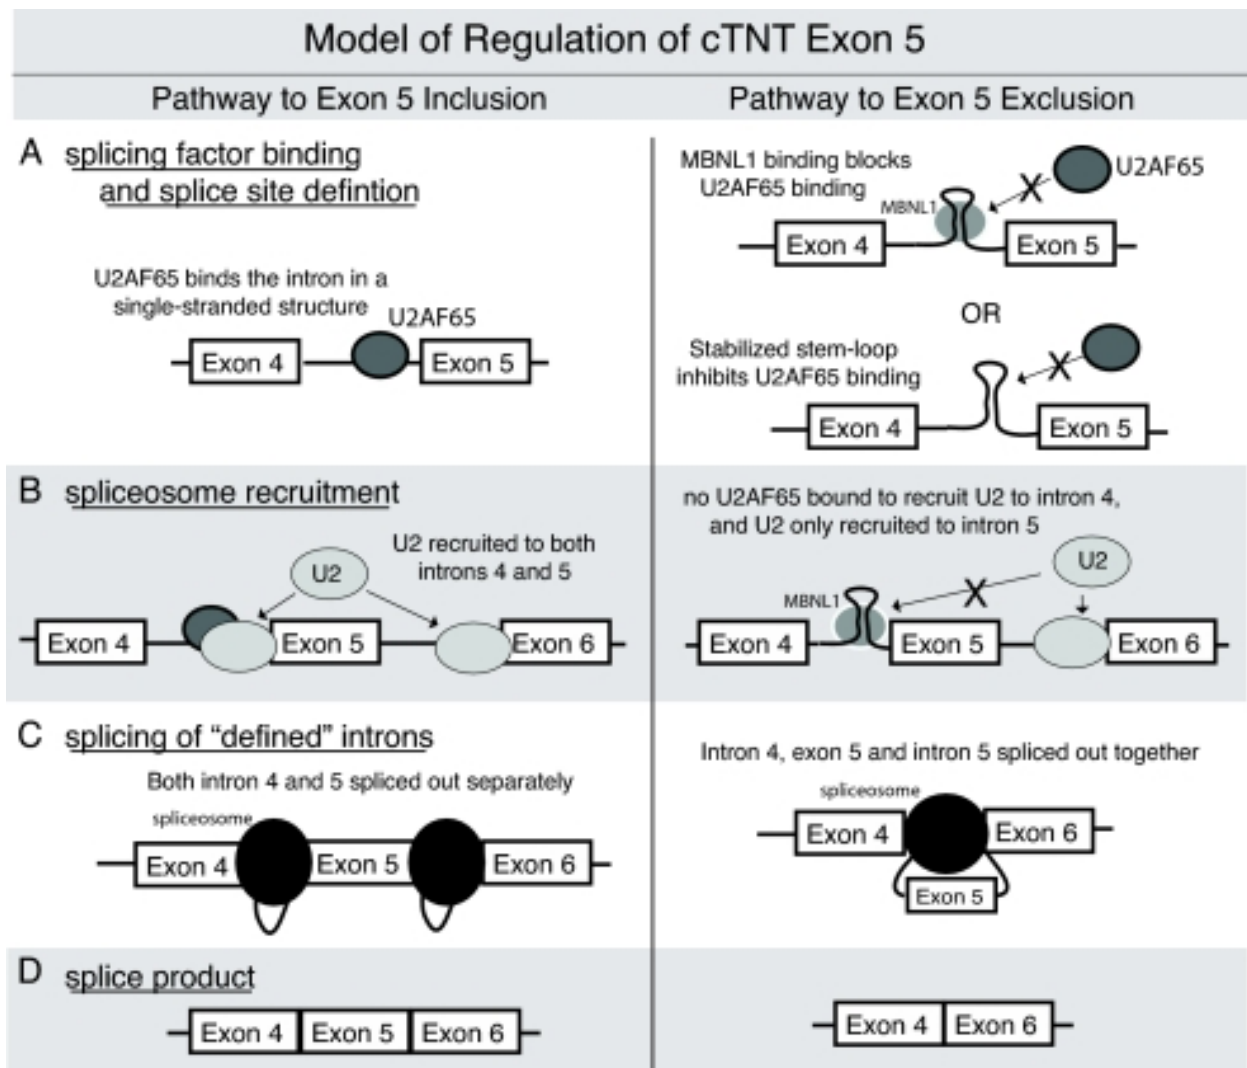 Model of Regulation of cTNT Exon 5
Pathway to Exon 5 Inclusion
Pathway to Exon 5 Exclusion
A splicing factor binding
and splice site defintion
U2AF65 binds the intron in a
single-stranded structure
U2AF65
Exon 4
Exon 5
MBNL1 binding blocks
U2AF65 binding
U2AF65
MBNL1
X
Exon 4
Exon 5
OR
Stabilized stem-loop
inhibits U2AF65 binding
X
Exon 4
Exon 5
B spliceosome recruitment
U2 recruited to both
introns 4 and 5
U2
Exon 4
Exon 5
Exon 6
no U2AF65 bound to recruit U2 to intron 4,
and U2 only recruited to intron 5
U2
MBNL1
X
Exon 4
Exon 5
Exon 6
C splicing of “defined” introns
Both intron 4 and 5 spliced out separately
spliceosome
Exon 4
Exon 5
Exon 6
Intron 4, exon 5 and intron 5 spliced out together
spliceosome
Exon 4
Exon 6
Exon 5
D splice product
Exon 4
Exon 5
Exon 6
Exon 4
Exon 6